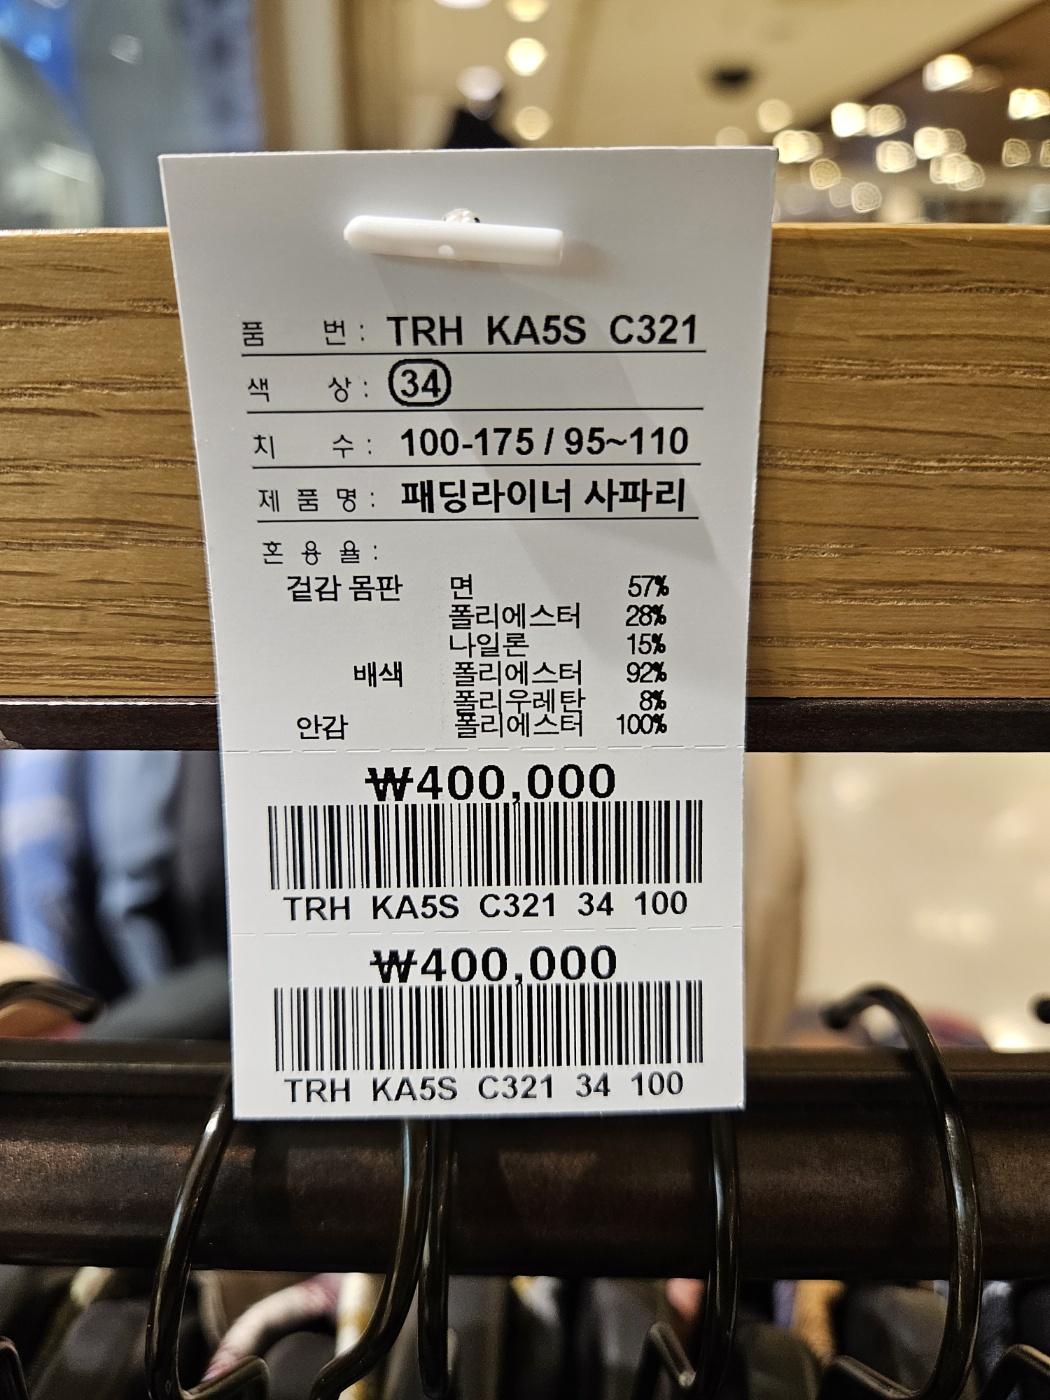 품 번 : TRH KA5S C321
색 상 : 34
치 수 : 100-175 / 95~110
제 품 명 : 패딩라이너 사파리
혼 용 율 :
겉감 몸판 면 57%
폴리에스터 28%
나일론 15%
배색 폴리에스터 92%
폴리우레탄 8%
안감 폴리에스터 100%
₩400,000
TRH KA5S C321 34 100
₩400,000
TRH KA5S C321 34 100